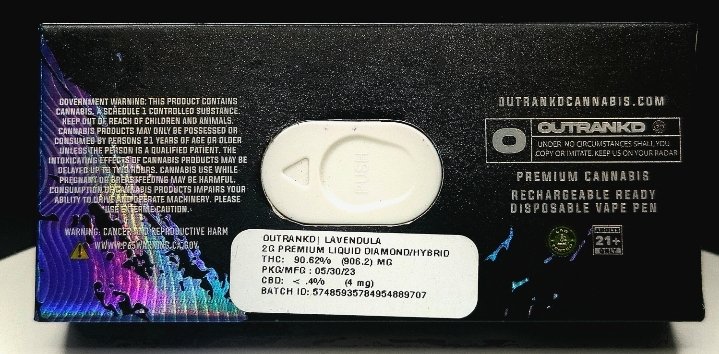 GOVERNMENT WARNING: THIS PRODUCT CONTAINS
CANNABIS, A SCHEDULE 1 CONTROLLED SUBSTANCE.
KEEP OUT OF REACH OF CHILDREN AND ANIMALS.
CANNABIS PRODUCTS MAY ONLY BE POSSESSED OR
CONSUMED BY PERSONS 21 YEARS OF AGE OR OLDER
UNLESS THE PERSON IS A QUALIFIED PATIENT. THE
INTOXICATING EFFECTS OF CANNABIS PRODUCTS MAY BE
DELAYED UP TO TWO HOURS. CANNABIS USE WHILE
PREGNANT OR BREASTFEEDING MAY BE HARMFUL.
CONSUMPTION OF CANNABIS PRODUCTS IMPAIRS YOUR
ABILITY TO DRIVE AND OPERATE MACHINERY. PLEASE
USE EXTREME CAUTION.
WARNING: CANCER AND REPRODUCTIVE HARM
WWW.P65WARNING.CA.GOV
OUTRANKD| LAVENDULA
2G PREMIUM LIQUID DIAMOND/HYBRID
THC: 90.62% (906.2) MG
PKG/MFG : 05/30/23
CBD: < .4% (4 mg)
BATCH ID: 57485935784954889707
OUTRANKDCANNABIS.COM
O OUTRANKD
UNDER NO CIRCUMSTANCES SHALL YOU
COPY OR IMITATE. KEEP US ON YOUR RADAR
PREMIUM CANNABIS
RECHARGEABLE READY
DISPOSABLE VAPE PEN
ADULTS
21+
ONLY